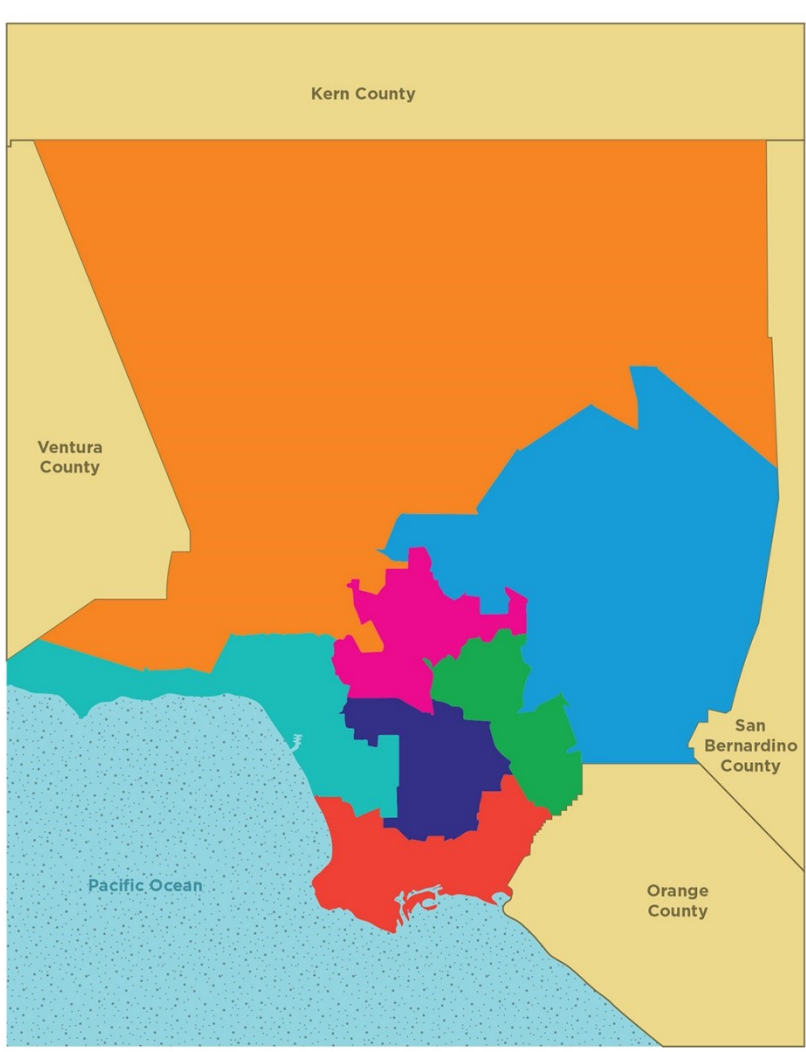 Kern County
Ventura
County
San
Bernardino
County
Pacific Ocean
Orange
County